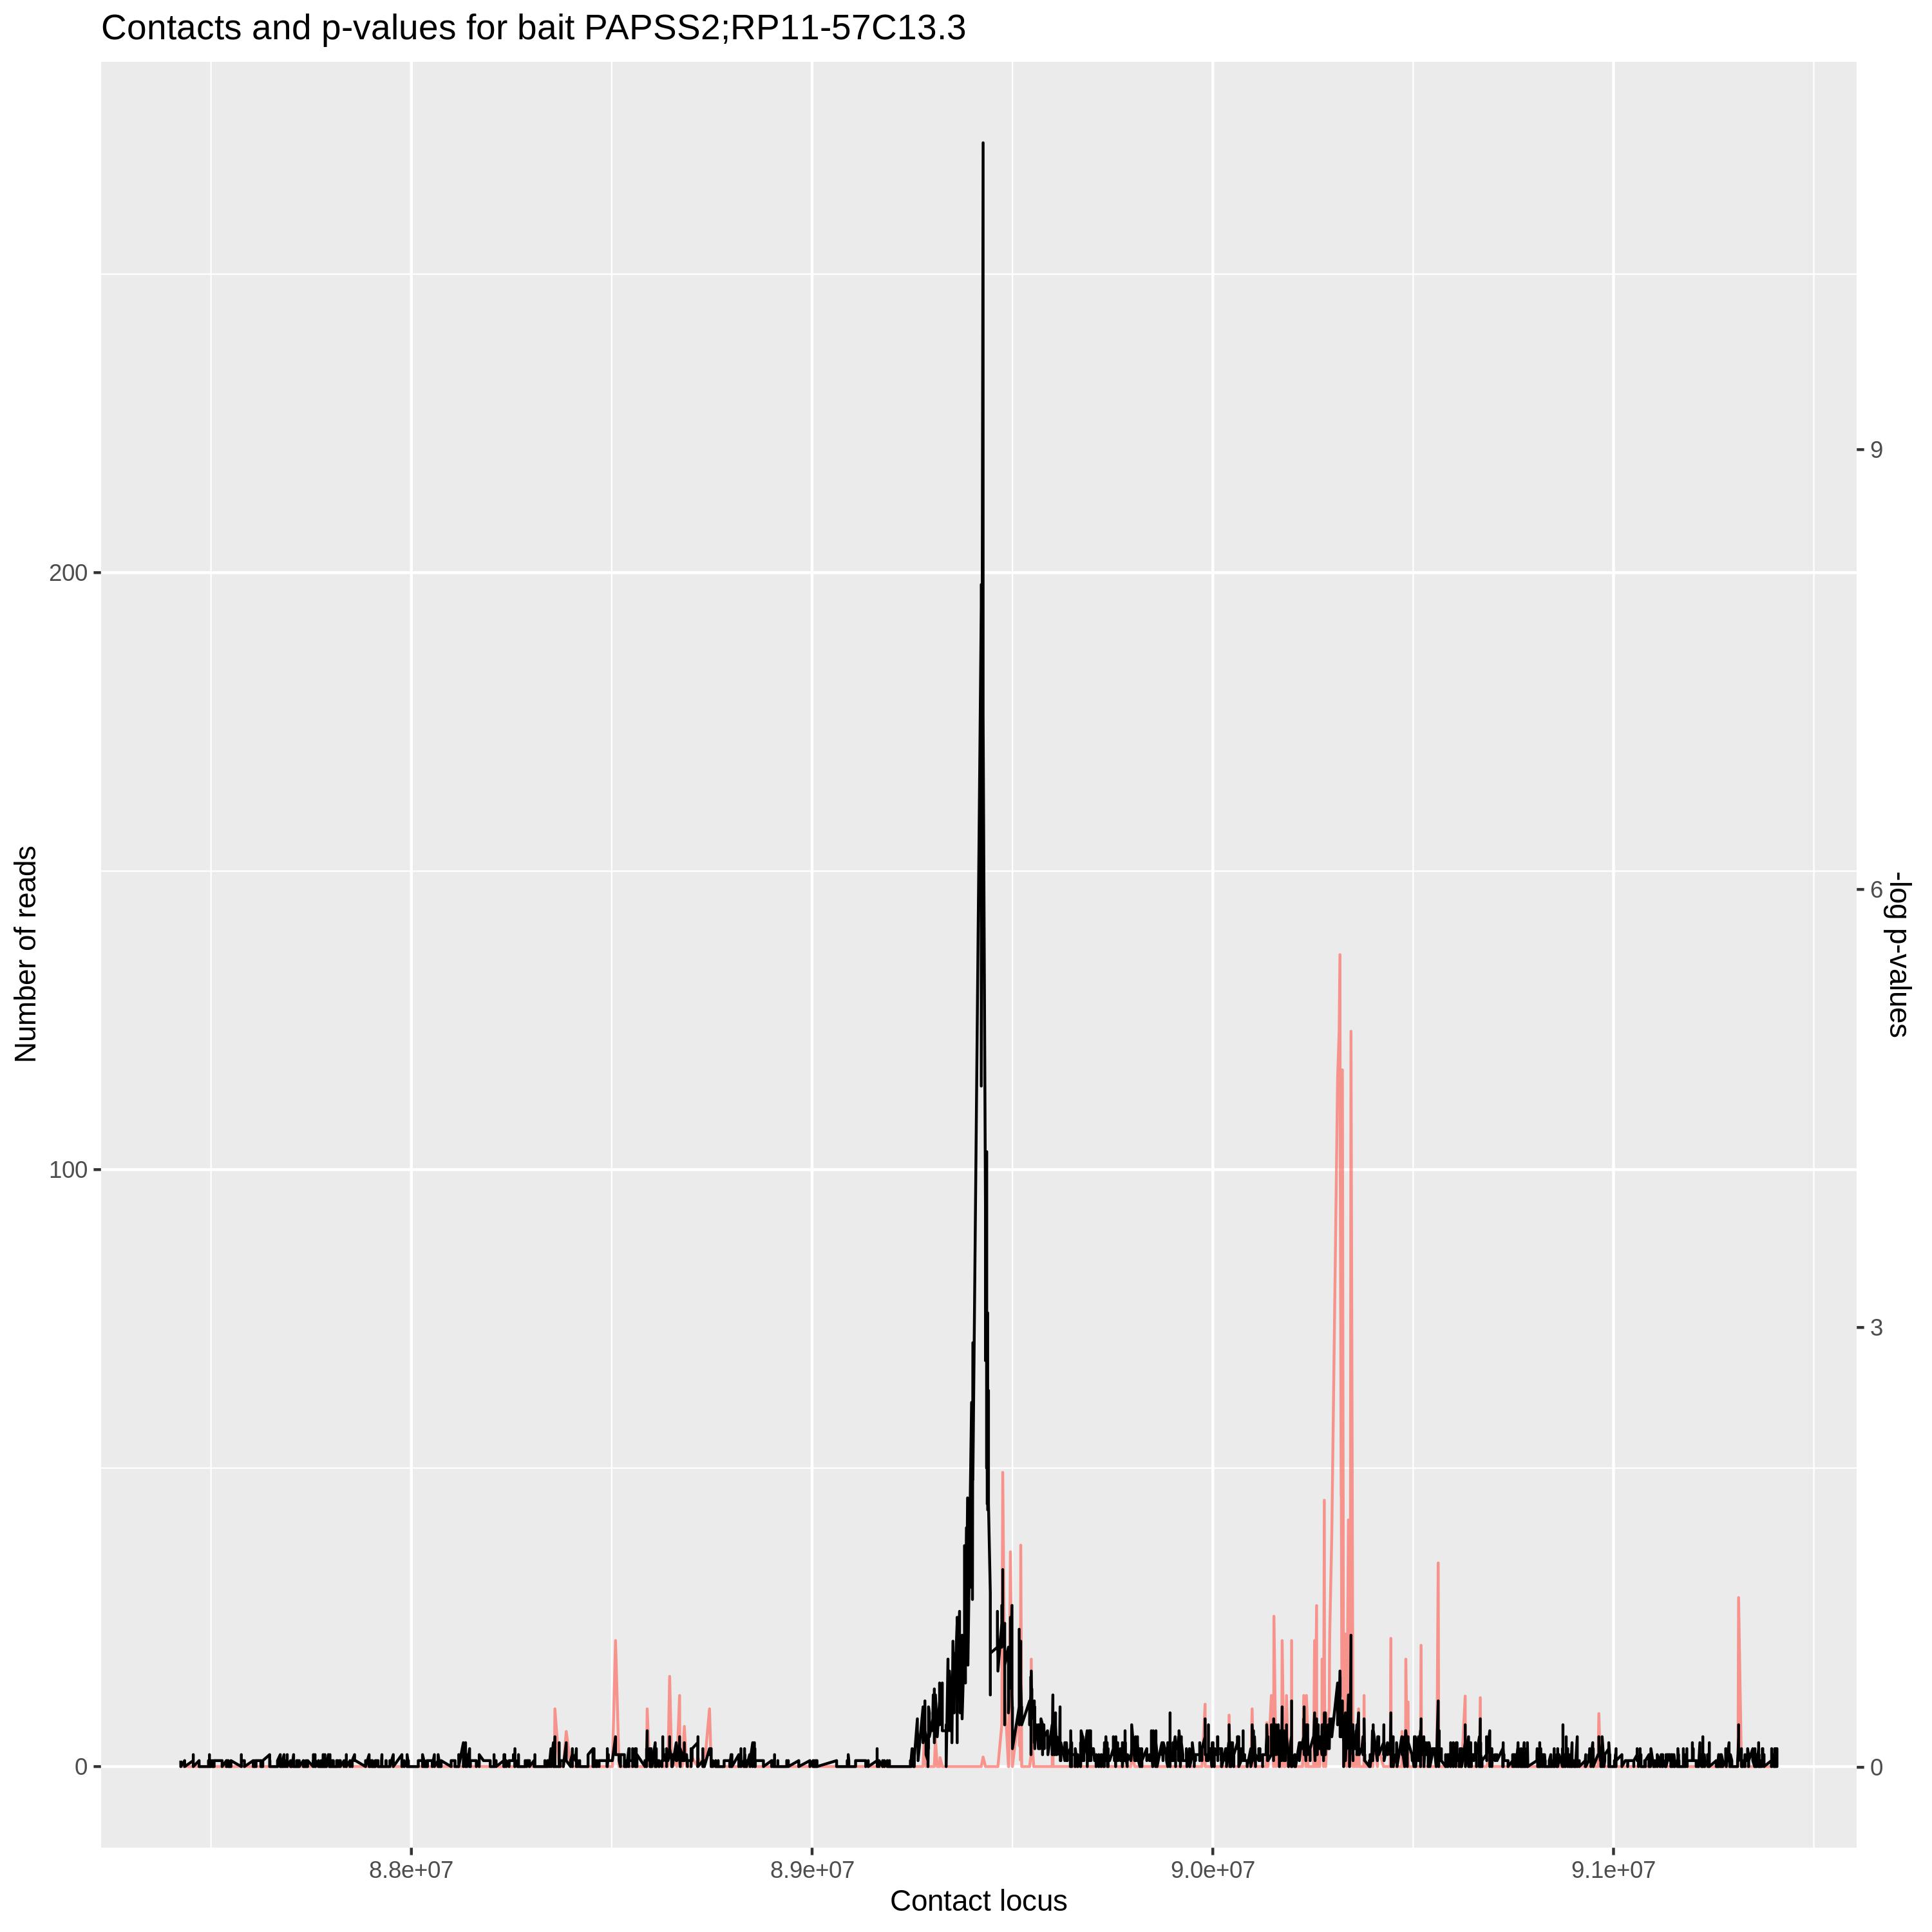 Contacts and p-values for bait PAPSS2;RP11-57C13.3
Number of reads
200
100
0
9
6
3
0
-log p-values
8.8e+07 8.9e+07 9.0e+07 9.1e+07
Contact locus